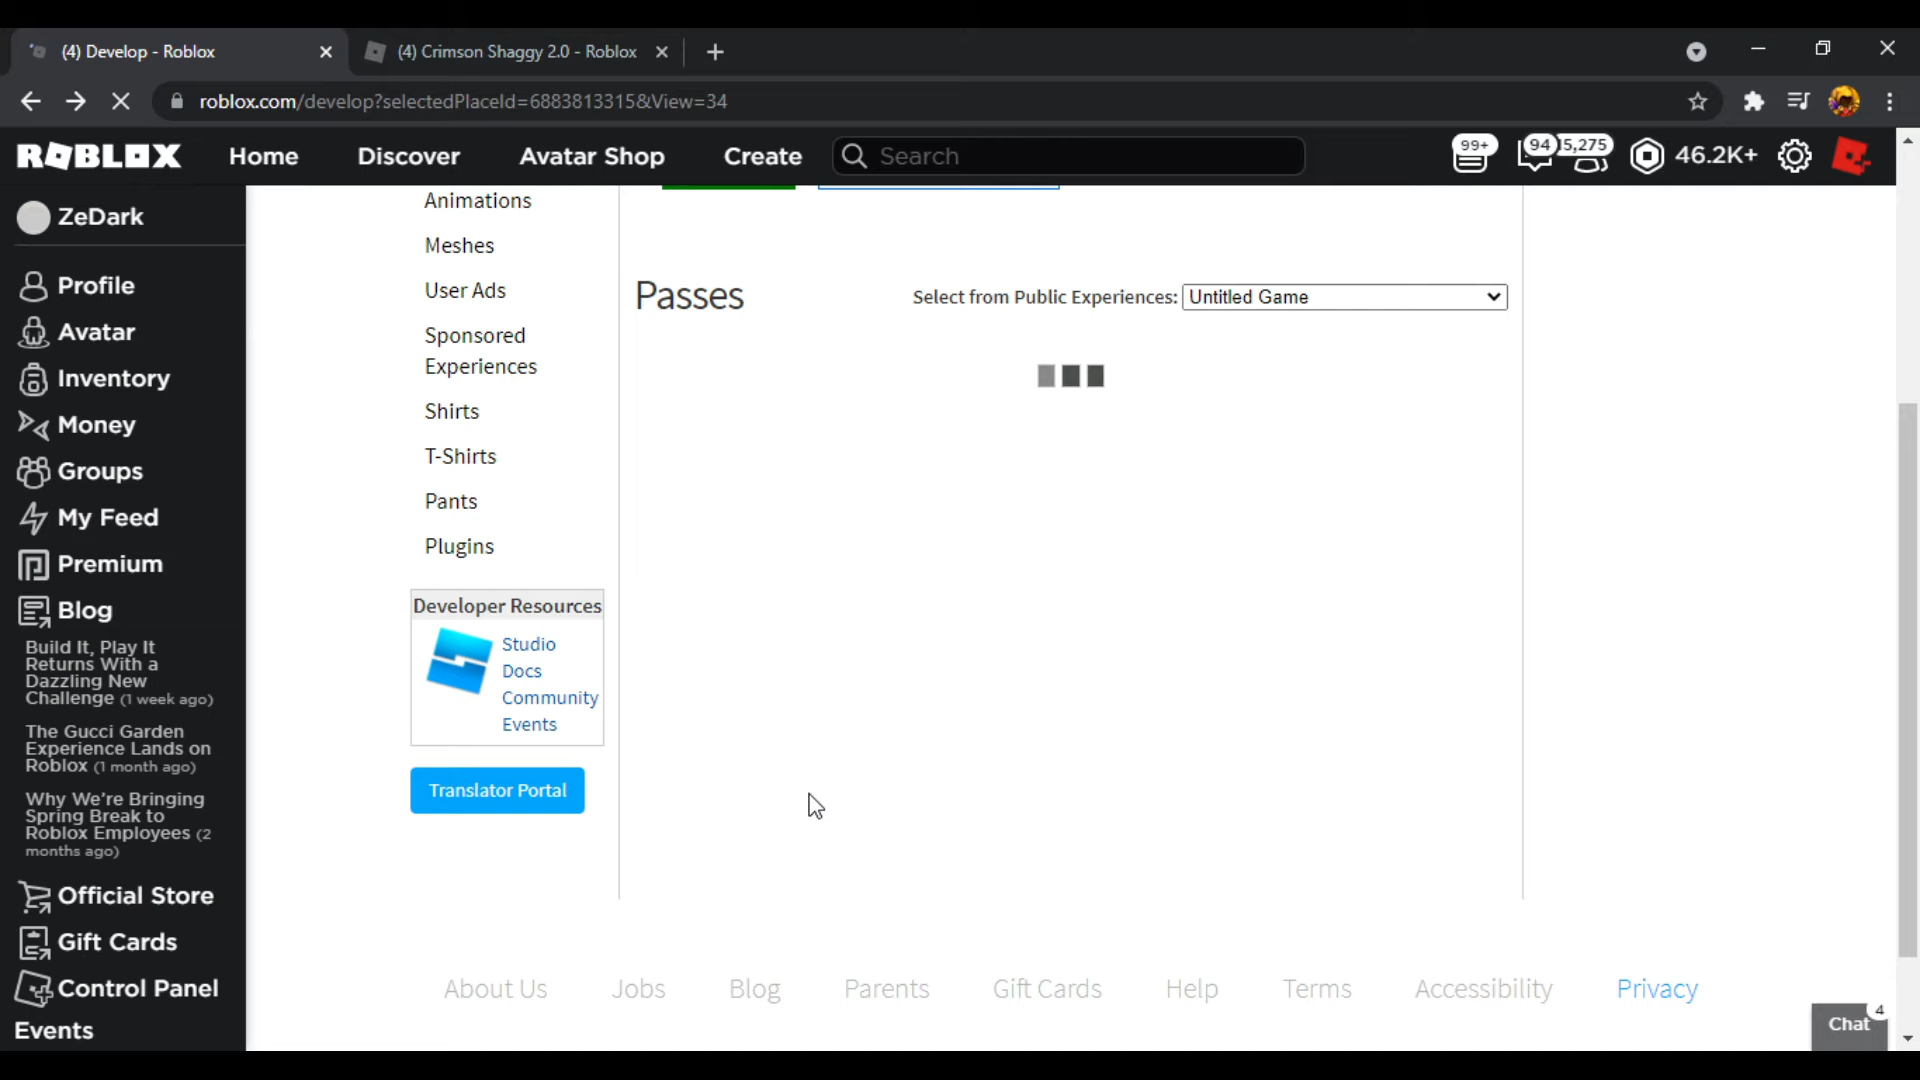 (4) Develop - Roblox
(4) Crimson Shaggy 2.0 - Roblox
roblox.com/develop?selectedPlaceId=6883813315&View=34
ROBLOX
Home
Discover
Avatar Shop
Create
Search
99+
94
15,275
46.2K+
ZeDark
Profile
Avatar
Inventory
Money
Groups
My Feed
Premium
Blog
Build It, Play It
Returns With a
Dazzling New
Challenge (1 week ago)
The Gucci Garden
Experience Lands on
Roblox (1 month ago)
Why We're Bringing
Spring Break to
Roblox Employees (2
months ago)
Official Store
Gift Cards
Control Panel
Events
Animations
Meshes
User Ads
Sponsored
Experiences
Shirts
T-Shirts
Pants
Plugins
Developer Resources
Studio
Docs
Community
Events
Translator Portal
Passes
Select from Public Experiences:
Untitled Game
About Us
Jobs
Blog
Parents
Gift Cards
Help
Terms
Accessibility
Privacy
Chat
4